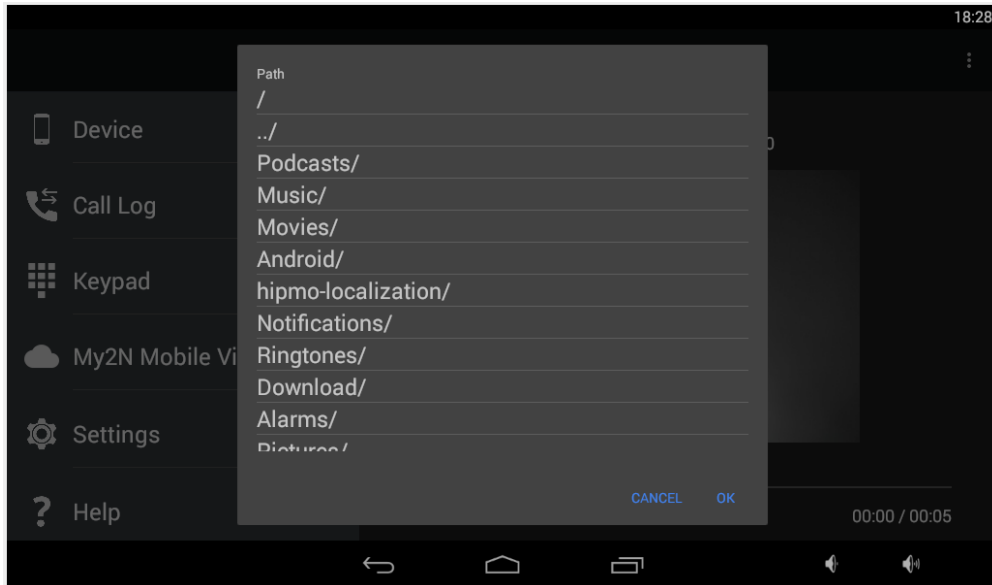 18:28
Path
/
../
Podcasts/
Music/
Movies/
Android/
hipmo-localization/
Notifications/
Ringtones/
Download/
Alarms/
Pictures/
CANCEL OK
Device
Call Log
Keypad
My2N Mobile Vi
Settings
Help
00:00 / 00:05